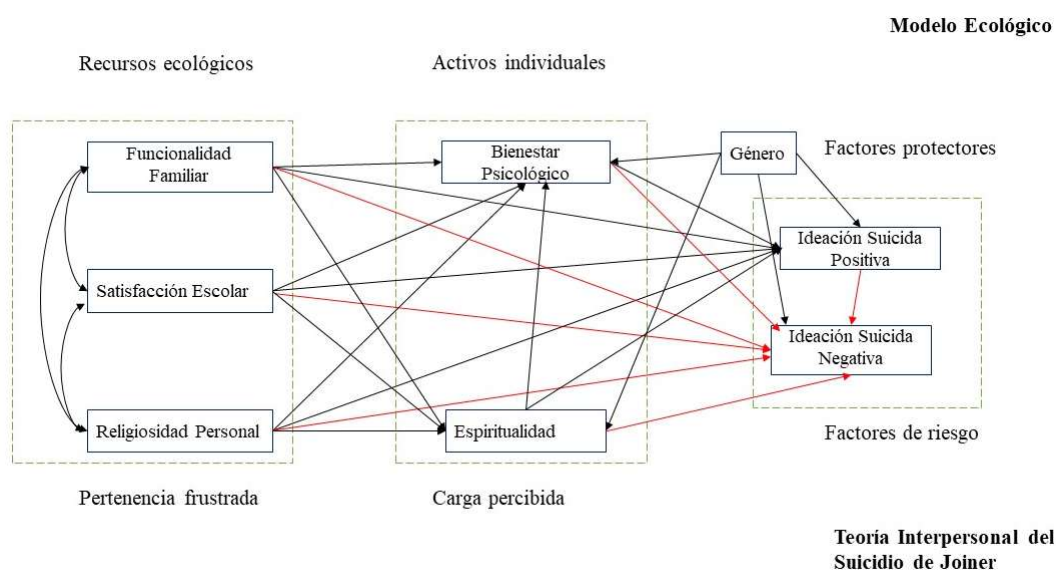 Modelo Ecológico
Recursos ecológicos
Activos individuales
Funcionalidad
Familiar
Bienestar
Psicológico
Género
Factores protectores
Ideación Suicida
Positiva
Satisfacción Escolar
Ideación Suicida
Negativa
Religiosidad Personal
Espiritualidad
Factores de riesgo
Pertenencia frustrada
Carga percibida
Teoría Interpersonal del
Suicidio de Joiner